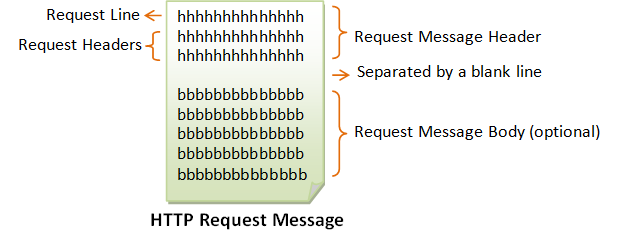 Request Line
hhhhhhhhhhhhhh
Request Headers
hhhhhhhhhhhhhh
hhhhhhhhhhhhhh
Request Message Header
Separated by a blank line
bbbbbbbbbbbbbb
bbbbbbbbbbbbbb
bbbbbbbbbbbbbb
bbbbbbbbbbbbbb
bbbbbbbbbbbbbb
Request Message Body (optional)
HTTP Request Message